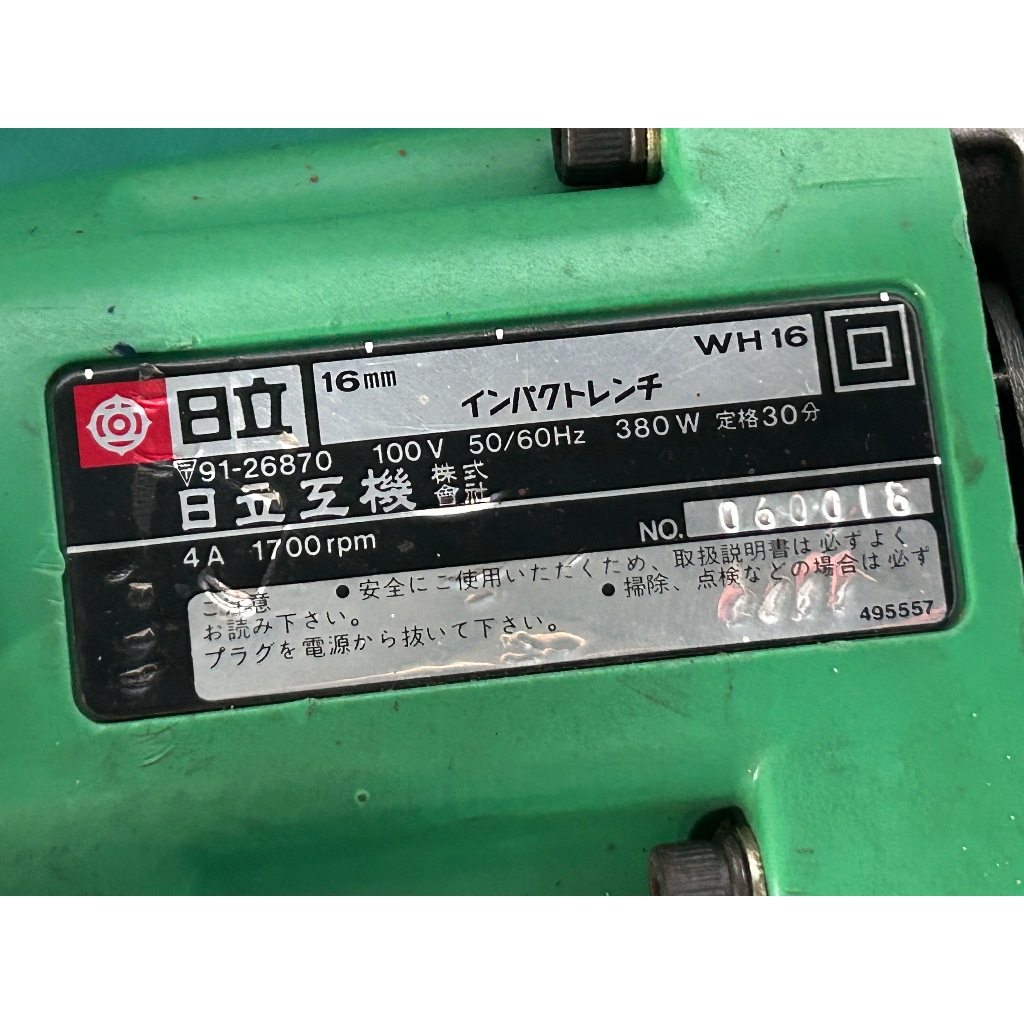 日立
16mm
インパクトレンチ
WH16
〒91-26870 100V 50/60Hz 380W 定格30分
日立工機 株式會社
4A 1700rpm
NO. 060016
ご注意 ●安全にご使用いただくため、取扱説明書は必ずよく
お読み下さい。 ●掃除、点検などの場合は必ず
プラグを電源から抜いて下さい。
495557